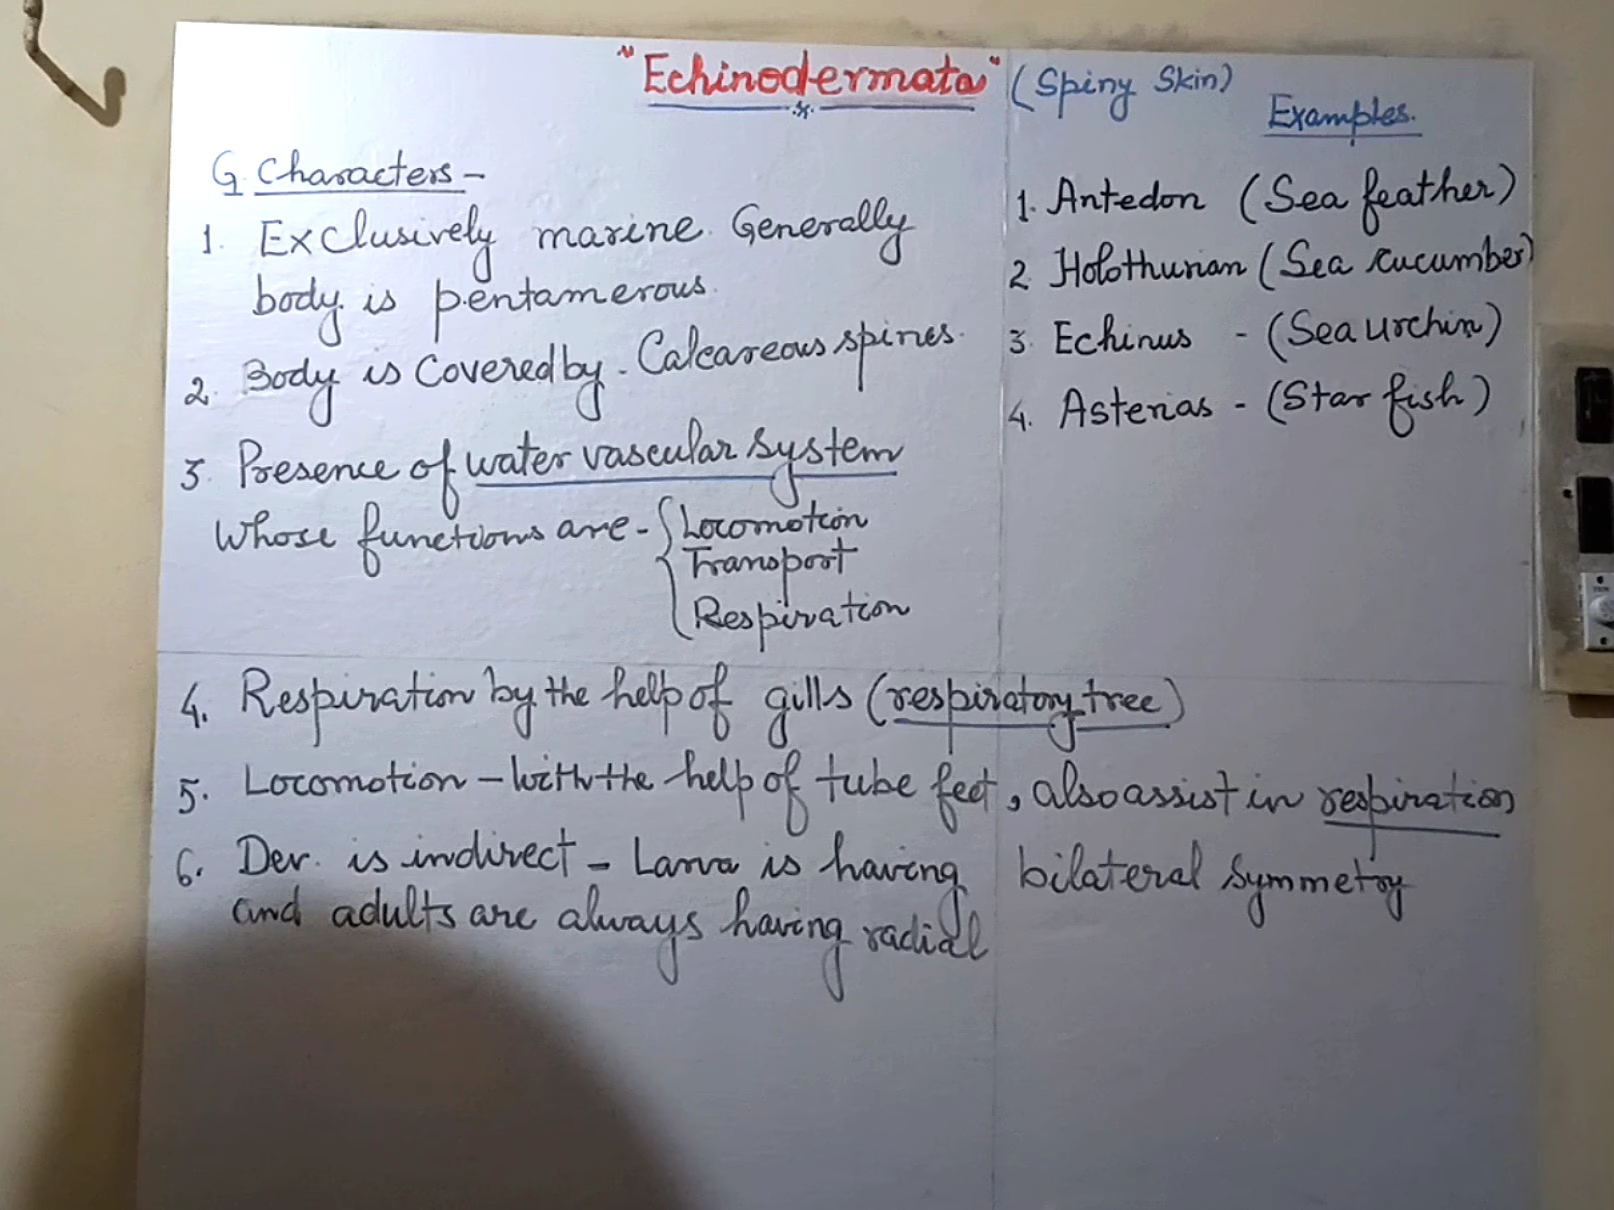 "Echinodermata" (Spiny Skin)
Examples.
G. Characters -
1. Exclusively marine. Generally
body is pentamerous.
2. Body is Covered by - Calcareous spines.
3. Presence of water vascular system
Whose functions are - Locomotion
Transport
Respiration
1. Antedon (Sea feather)
2. Holothurian (Sea cucumber)
3. Echinus - (Sea urchin)
4. Asterias - (Star fish)
4. Respiration by the help of gills (respiratory tree)
5. Locomotion - With the help of tube feet, also assist in respiration
6. Dev. is indirect - Larva is having bilateral symmetry
and adults are always having radial